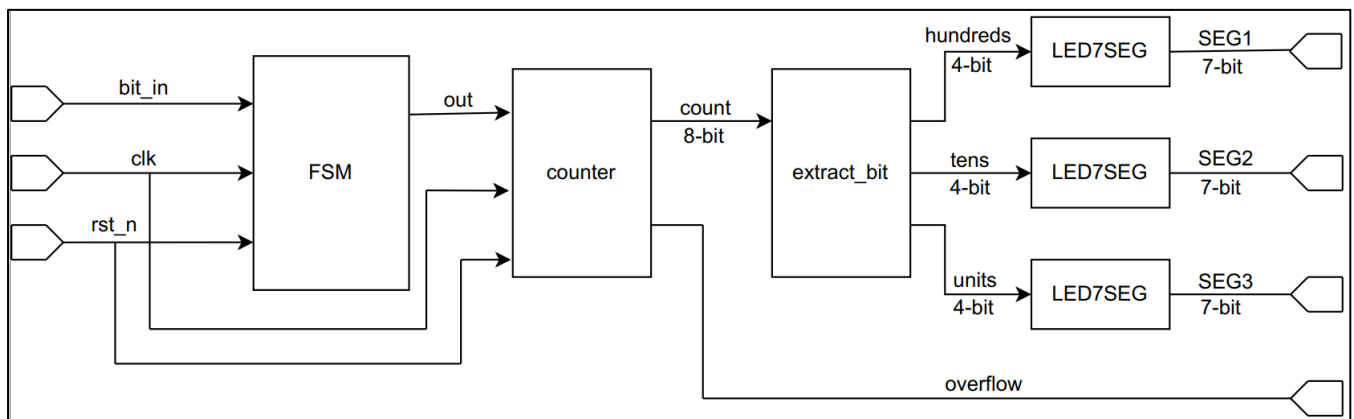 bit_in
clk
rst_n
FSM
out
counter
count
8-bit
extract_bit
hundreds
4-bit
LED7SEG
SEG1
7-bit
tens
4-bit
LED7SEG
SEG2
7-bit
units
4-bit
LED7SEG
SEG3
7-bit
overflow